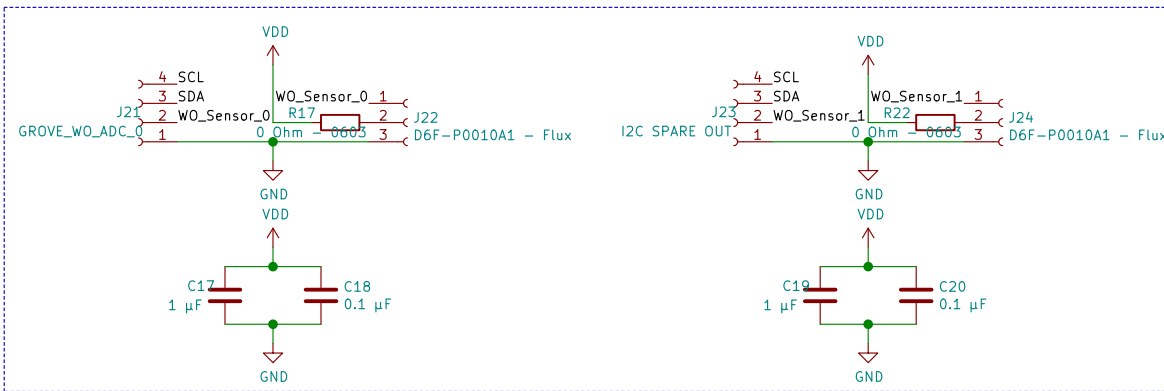 VDD
4 SCL
3 SDA
J21
2 WO_Sensor_0
GROVE_WO_ADC_0
1
WO_Sensor_0 1
R17
2
J22
0 Ohm - 0603
3
D6F-P0010A1 - Flux
GND
VDD
C17
1 µF
C18
0.1 µF
GND
VDD
4 SCL
3 SDA
J23
2 WO_Sensor_1
I2C SPARE OUT
1
WO_Sensor_1 1
R22
2
J24
0 Ohm - 0603
3
D6F-P0010A1 - Flux
GND
VDD
C19
1 µF
C20
0.1 µF
GND